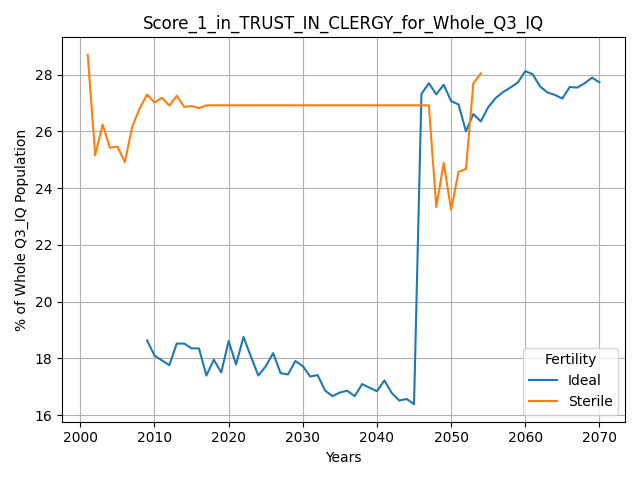 Score_1_in_TRUST_IN_CLERGY_for_Whole_Q3_IQ
% of Whole Q3_IQ Population
28
26
24
22
20
18
16
2000 2010 2020 2030 2040 2050 2060 2070
Years
Fertility
Ideal
Sterile